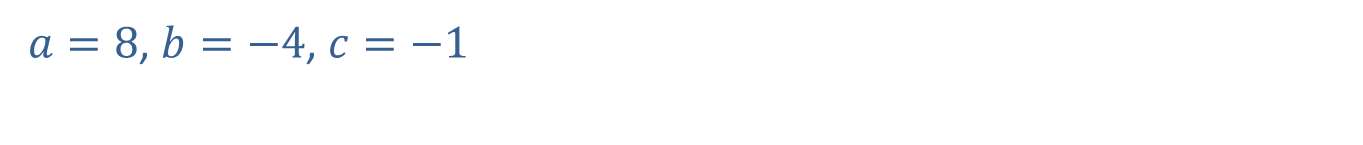 a = 8, b = −4, c = −1